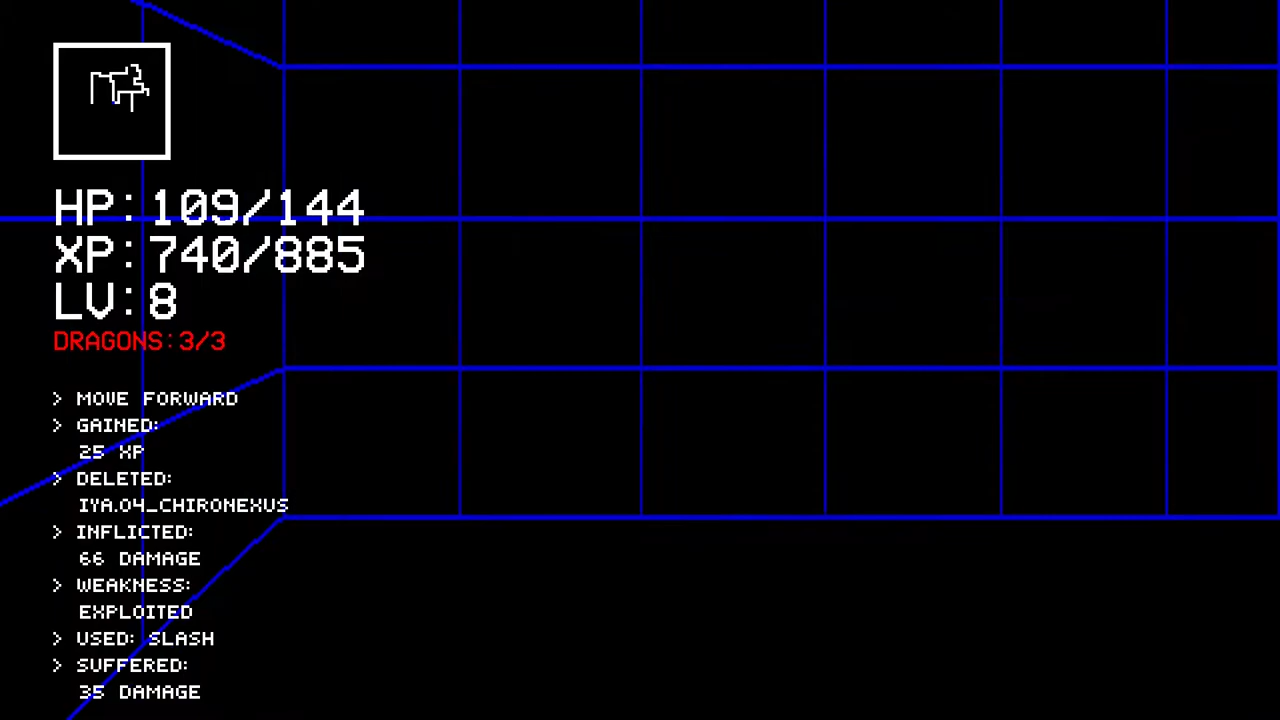 HP:109/144
XP:740/885
LV:8
DRAGONS:3/3
> MOVE FORWARD
> GAINED:
25 XP
> DELETED:
IYA.04_CHIRONEXUS
> INFLICTED:
66 DAMAGE
> WEAKNESS:
EXPLOITED
> USED: SLASH
> SUFFERED:
35 DAMAGE